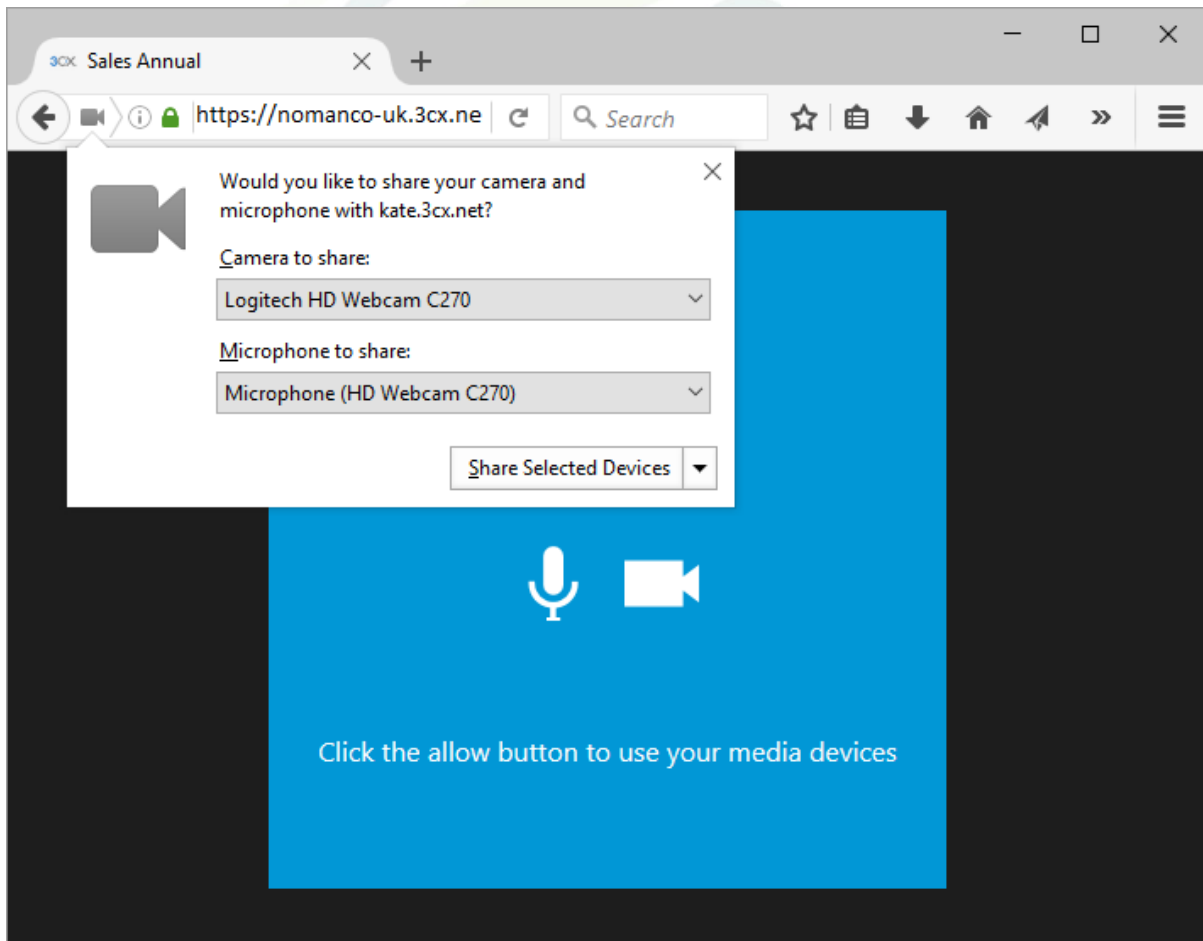 3CX Sales Annual
https://nomanco-uk.3cx.ne
Search
Would you like to share your camera and
microphone with kate.3cx.net?
Camera to share:
Logitech HD Webcam C270
Microphone to share:
Microphone (HD Webcam C270)
Share Selected Devices
Click the allow button to use your media devices